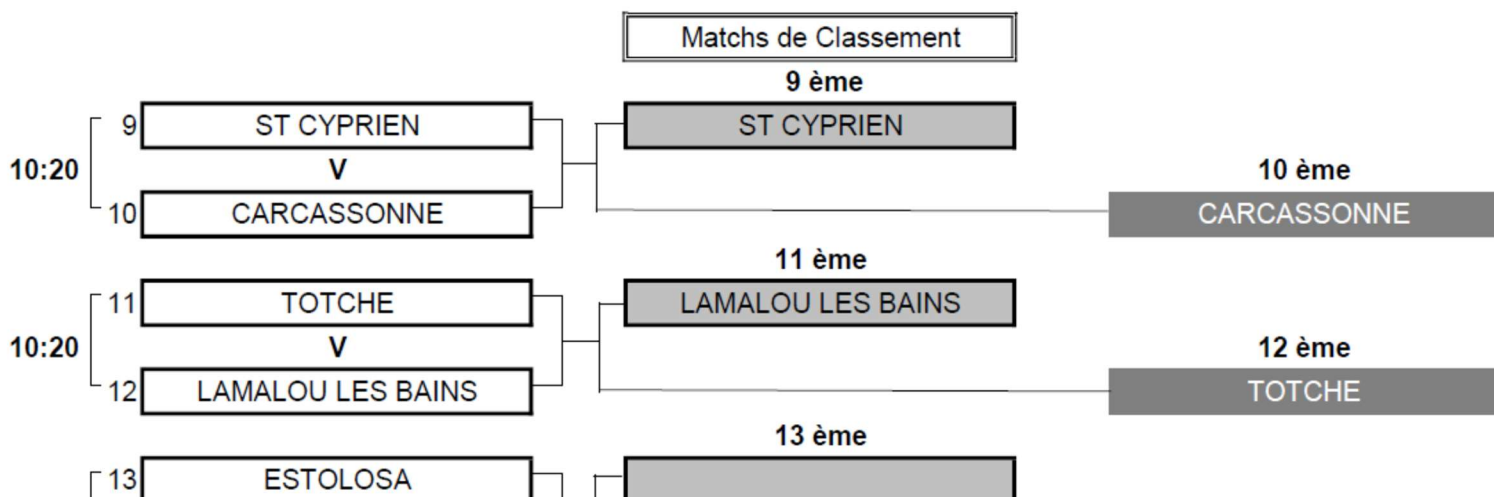 Matchs de Classement
9 ème
9 ST CYPRIEN ST CYPRIEN
10:20 V 10 ème
10 CARCASSONNE CARCASSONNE
11 ème
11 TOTCHE LAMALOU LES BAINS
10:20 V 12 ème
12 LAMALOU LES BAINS TOTCHE
13 ème
13 ESTOLOSA